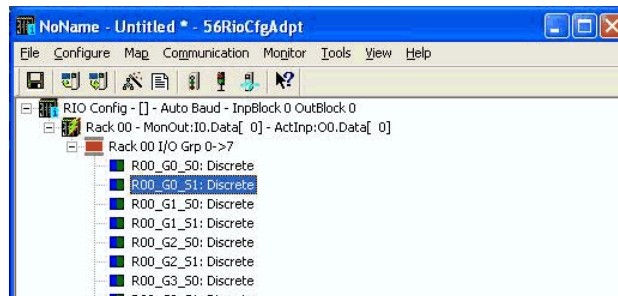 NoName - Untitled * - 56RioCfgAdpt
File Configure Map Communication Monitor Tools View Help
RIO Config - [] - Auto Baud - InpBlock 0 OutBlock 0
Rack 00 - MonOut:I0.Data[ 0] - ActInp:O0.Data[ 0]
Rack 00 I/O Grp 0->7
R00_G0_S0: Discrete
R00_G0_S1: Discrete
R00_G1_S0: Discrete
R00_G1_S1: Discrete
R00_G2_S0: Discrete
R00_G2_S1: Discrete
R00_G3_S0: Discrete